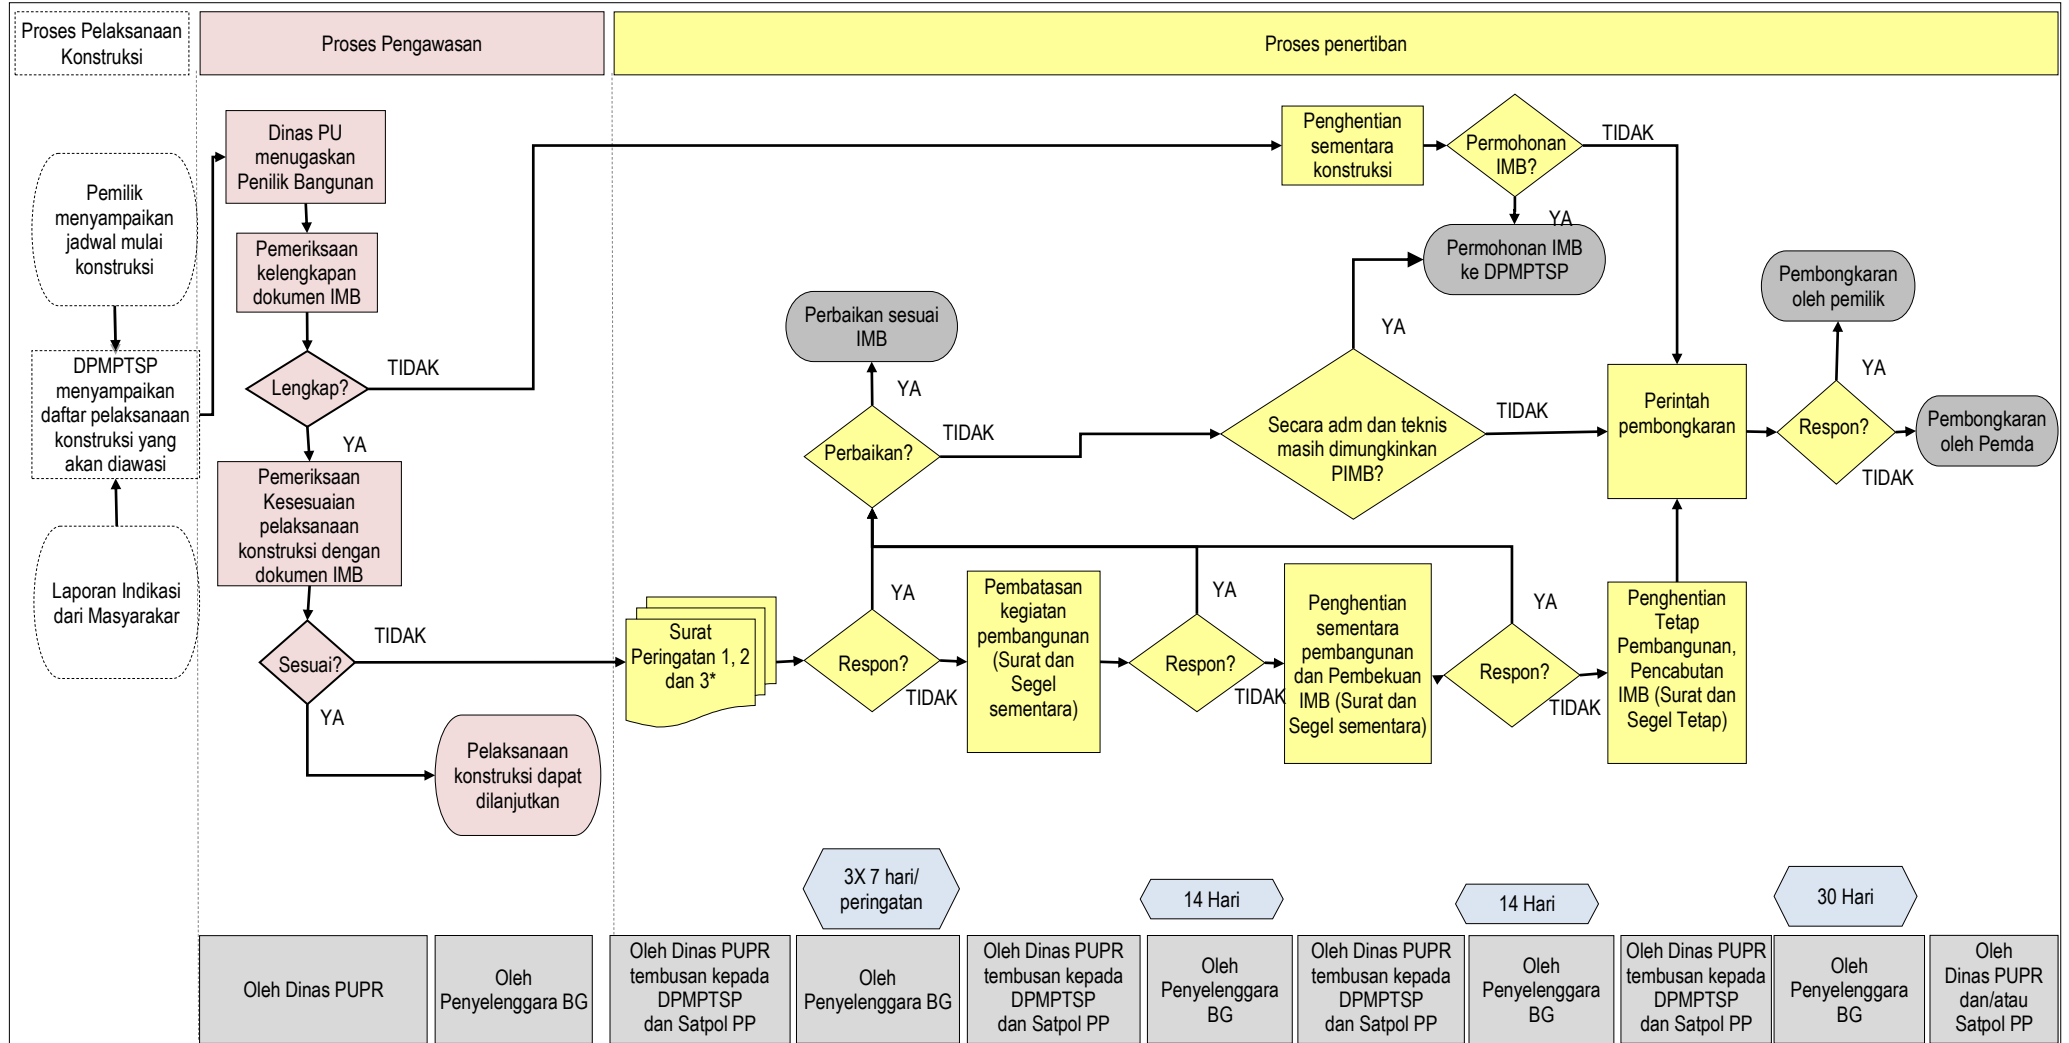 Proses Pelaksanaan
Konstruksi
Proses Pengawasan
Proses penertiban
Pemilik
menyampaikan
jadwal mulai
konstruksi
DPMPTSP
menyampaikan
daftar pelaksanaan
konstruksi yang
akan diawasi
Laporan Indikasi
dari Masyarakar
Dinas PU
menugaskan
Penilik Bangunan
Pemeriksaan
kelengkapan
dokumen IMB
Lengkap?
TIDAK
YA
Pemeriksaan
Kesesuaian
pelaksanaan
konstruksi dengan
dokumen IMB
Sesuai?
TIDAK
YA
Pelaksanaan
konstruksi dapat
dilanjutkan
Penghentian
sementara
konstruksi
Permohonan
IMB?
TIDAK
YA
Permohonan IMB
ke DPMPTSP
Perbaikan sesuai
IMB
YA
Perbaikan?
TIDAK
YA
Secara adm dan teknis
masih dimungkinkan
PIMB?
TIDAK
Perintah
pembongkaran
Pembongkaran
oleh pemilik
YA
Respon?
TIDAK
Pembongkaran
oleh Pemda
Surat
Peringatan 1, 2
dan 3*
Respon?
YA
TIDAK
Pembatasan
kegiatan
pembangunan
(Surat dan
Segel
sementara)
Respon?
YA
TIDAK
Penghentian
sementara
pembangunan
dan Pembekuan
IMB (Surat dan
Segel sementara)
Respon?
YA
TIDAK
Penghentian
Tetap
Pembangunan,
Pencabutan
IMB (Surat dan
Segel Tetap)
3X 7 hari/
peringatan
14 Hari
14 Hari
30 Hari
Oleh Dinas PUPR
Oleh
Penyelenggara BG
Oleh Dinas PUPR
tembusan kepada
DPMPTSP
dan Satpol PP
Oleh
Penyelenggara BG
Oleh Dinas PUPR
tembusan kepada
DPMPTSP
dan Satpol PP
Oleh
Penyelenggara
BG
Oleh Dinas PUPR
tembusan kepada
DPMPTSP
dan Satpol PP
Oleh
Penyelenggara
BG
Oleh Dinas PUPR
tembusan kepada
DPMPTSP
dan Satpol PP
Oleh
Penyelenggara
BG
Oleh
Dinas PUPR
dan/atau
Satpol PP